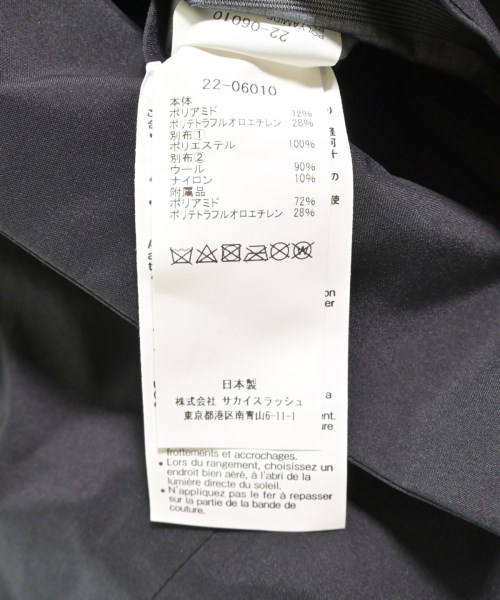 22-06010
POLYAMIDE
22-06010
本体
ポリアミド 72%
ポリテトラフルオロエチレン 28%
別布①
ポリエステル 100%
別布②
ウール 90%
ナイロン 10%
附属品
ポリアミド 72%
ポリテトラフルオロエチレン 28%
日本製
株式会社 サカイスラッシュ
東京都港区南青山6-11-1
frottements et accrochages.
• Lors du rangement, choisissez un
endroit bien aéré, à l'abri de la
lumière directe du soleil.
• N'appliquez pas le fer à repasser
sur la partie de la bande de
couture.